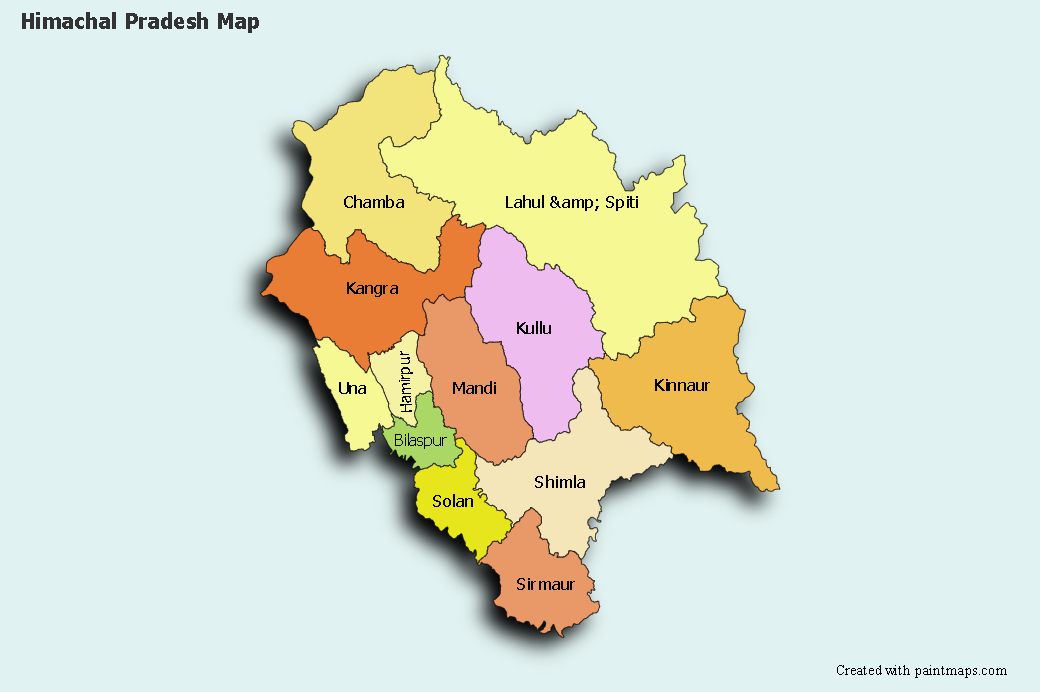 Himachal Pradesh Map
Chamba
Lahul &amp; Spiti
Kangra
Kullu
Una
Hamirpur
Mandi
Kinnaur
Bilaspur
Shimla
Solan
Sirmaur
Created with paintmaps.com